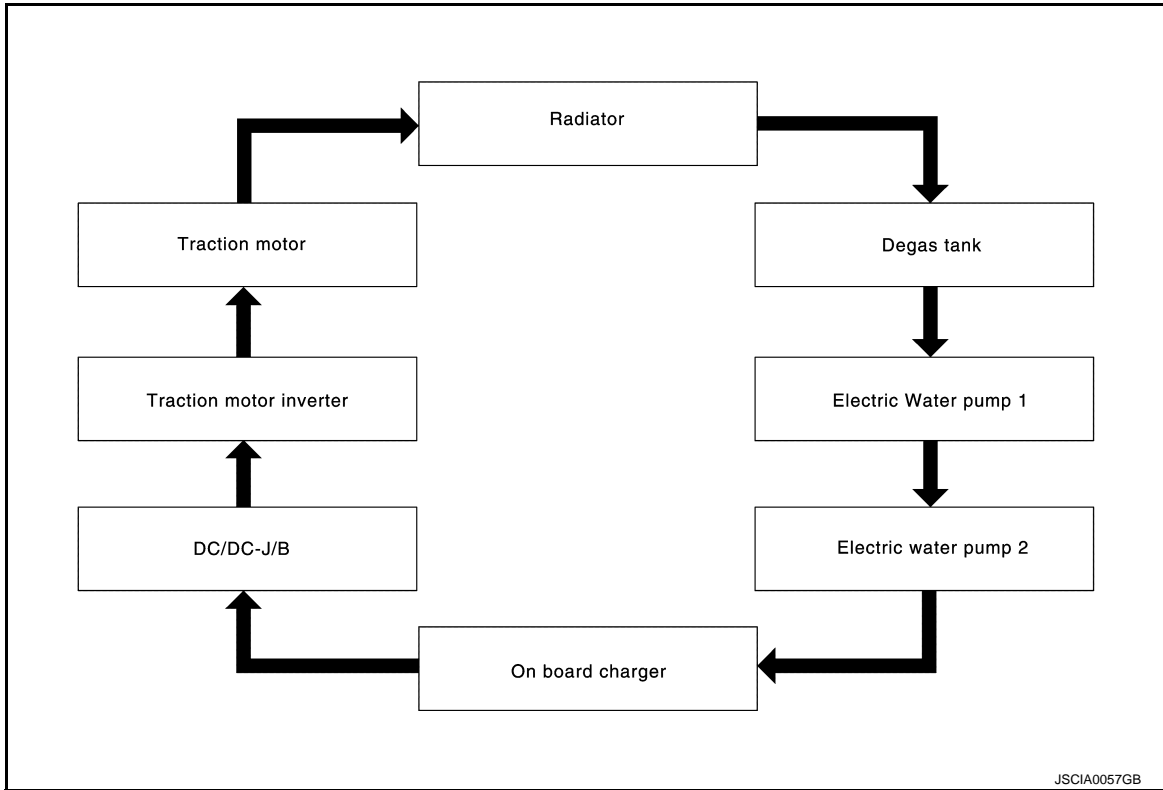 Radiator
Traction motor
Degas tank
Traction motor inverter
Electric Water pump 1
DC/DC-J/B
Electric water pump 2
On board charger
JSCIA0057GB